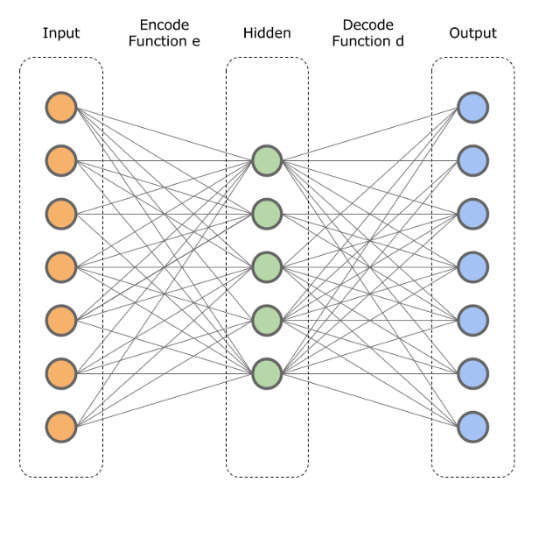 Input
Encode
Function e
Hidden
Decode
Function d
Output